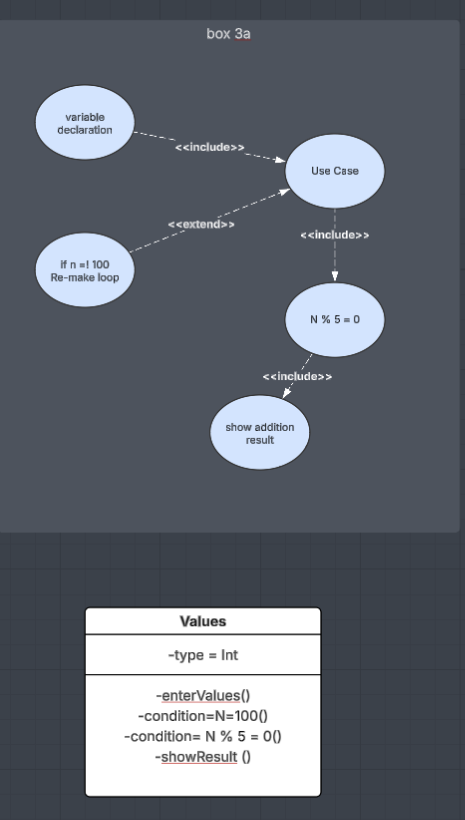 box 3a
variable
declaration
<<include>>
Use Case
<<extend>>
<<include>>
if n =! 100
Re-make loop
N % 5 = 0
<<include>>
show addition
result
Values
-type = Int
-enterValues()
-condition=N=100()
-condition= N % 5 = 0()
-showResult ()